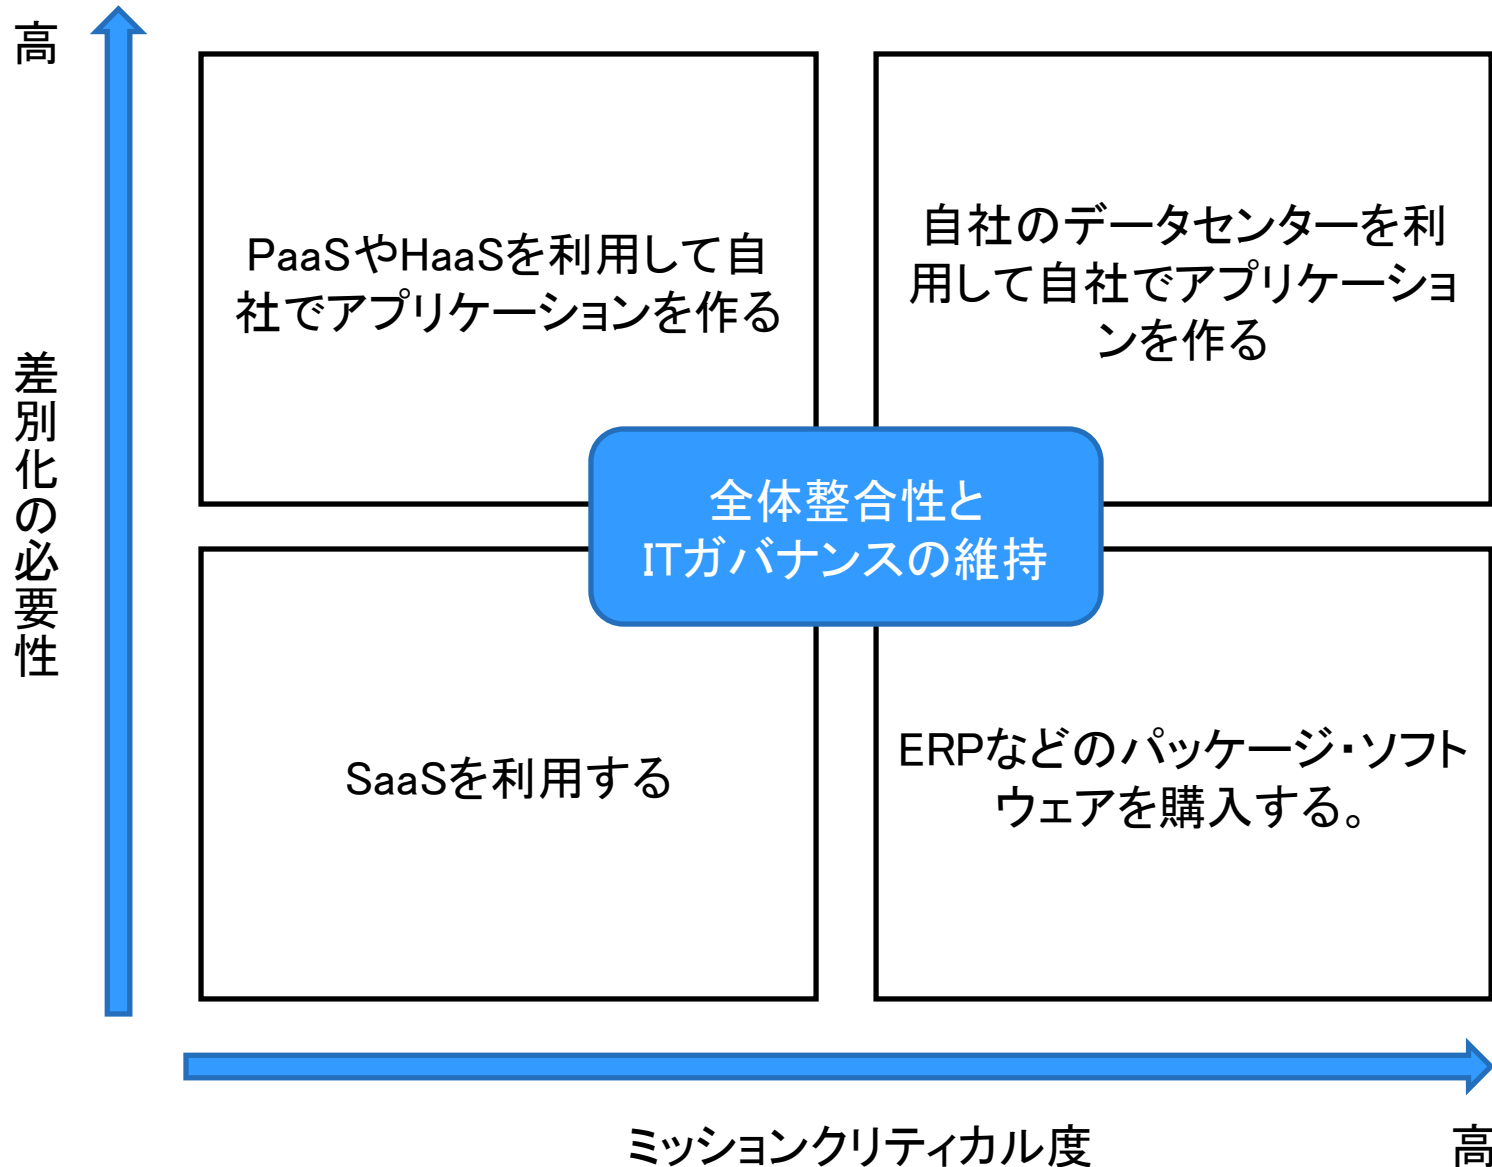 高
差別化の必要性
PaaSやHaaSを利用して自
社でアプリケーションを作る
自社のデータセンターを利
用して自社でアプリケーショ
ンを作る
全体整合性と
ITガバナンスの維持
SaaSを利用する
ERPなどのパッケージ・ソフト
ウェアを購入する。
ミッションクリティカル度
高